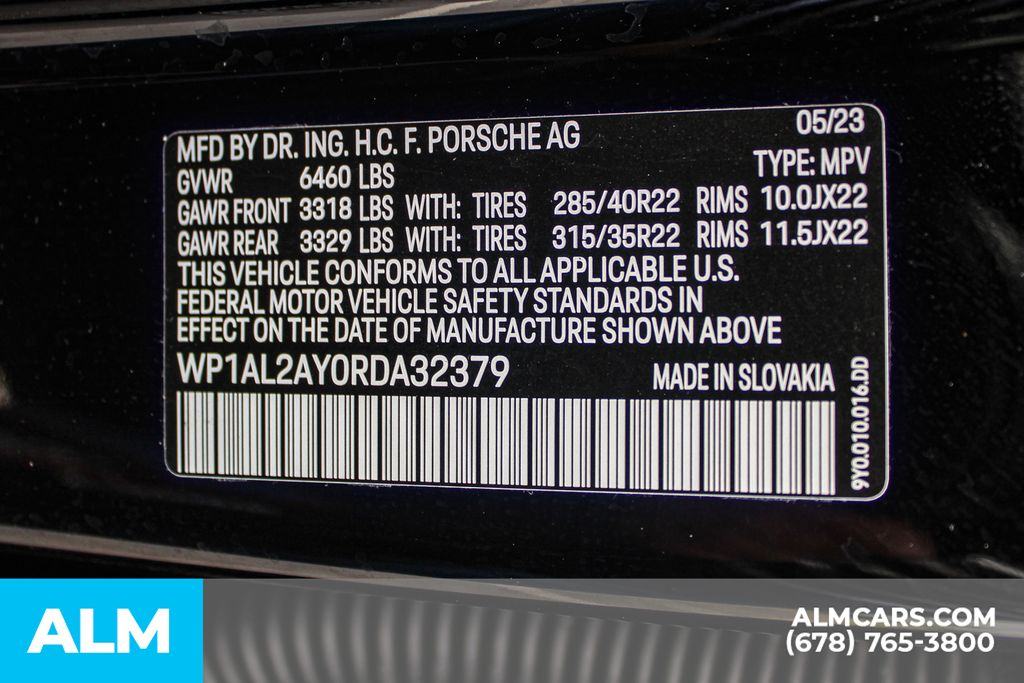 MFD BY DR. ING. H.C. F. PORSCHE AG 05/23
TYPE: MPV
GVWR 6460 LBS
GAWR FRONT 3318 LBS WITH: TIRES 285/40R22 RIMS 10.0JX22
GAWR REAR 3329 LBS WITH: TIRES 315/35R22 RIMS 11.5JX22
THIS VEHICLE CONFORMS TO ALL APPLICABLE U.S.
FEDERAL MOTOR VEHICLE SAFETY STANDARDS IN
EFFECT ON THE DATE OF MANUFACTURE SHOWN ABOVE
WP1AL2AY0RDA32379 MADE IN SLOVAKIA
9Y0.010.016.DD
ALM
ALMCARS.COM
(678) 765-3800